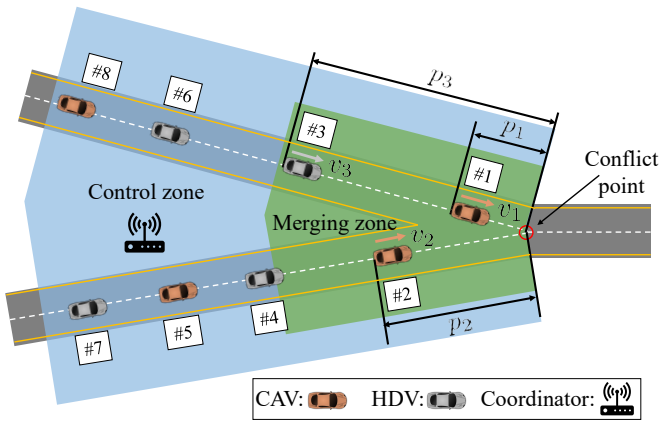 #8
#6
p₃
#3
p₁
#1
v₃
Conflict
point
v₁
Control zone
Merging zone
v₂
#2
#4
#5
#7
p₂
CAV:
HDV:
Coordinator: